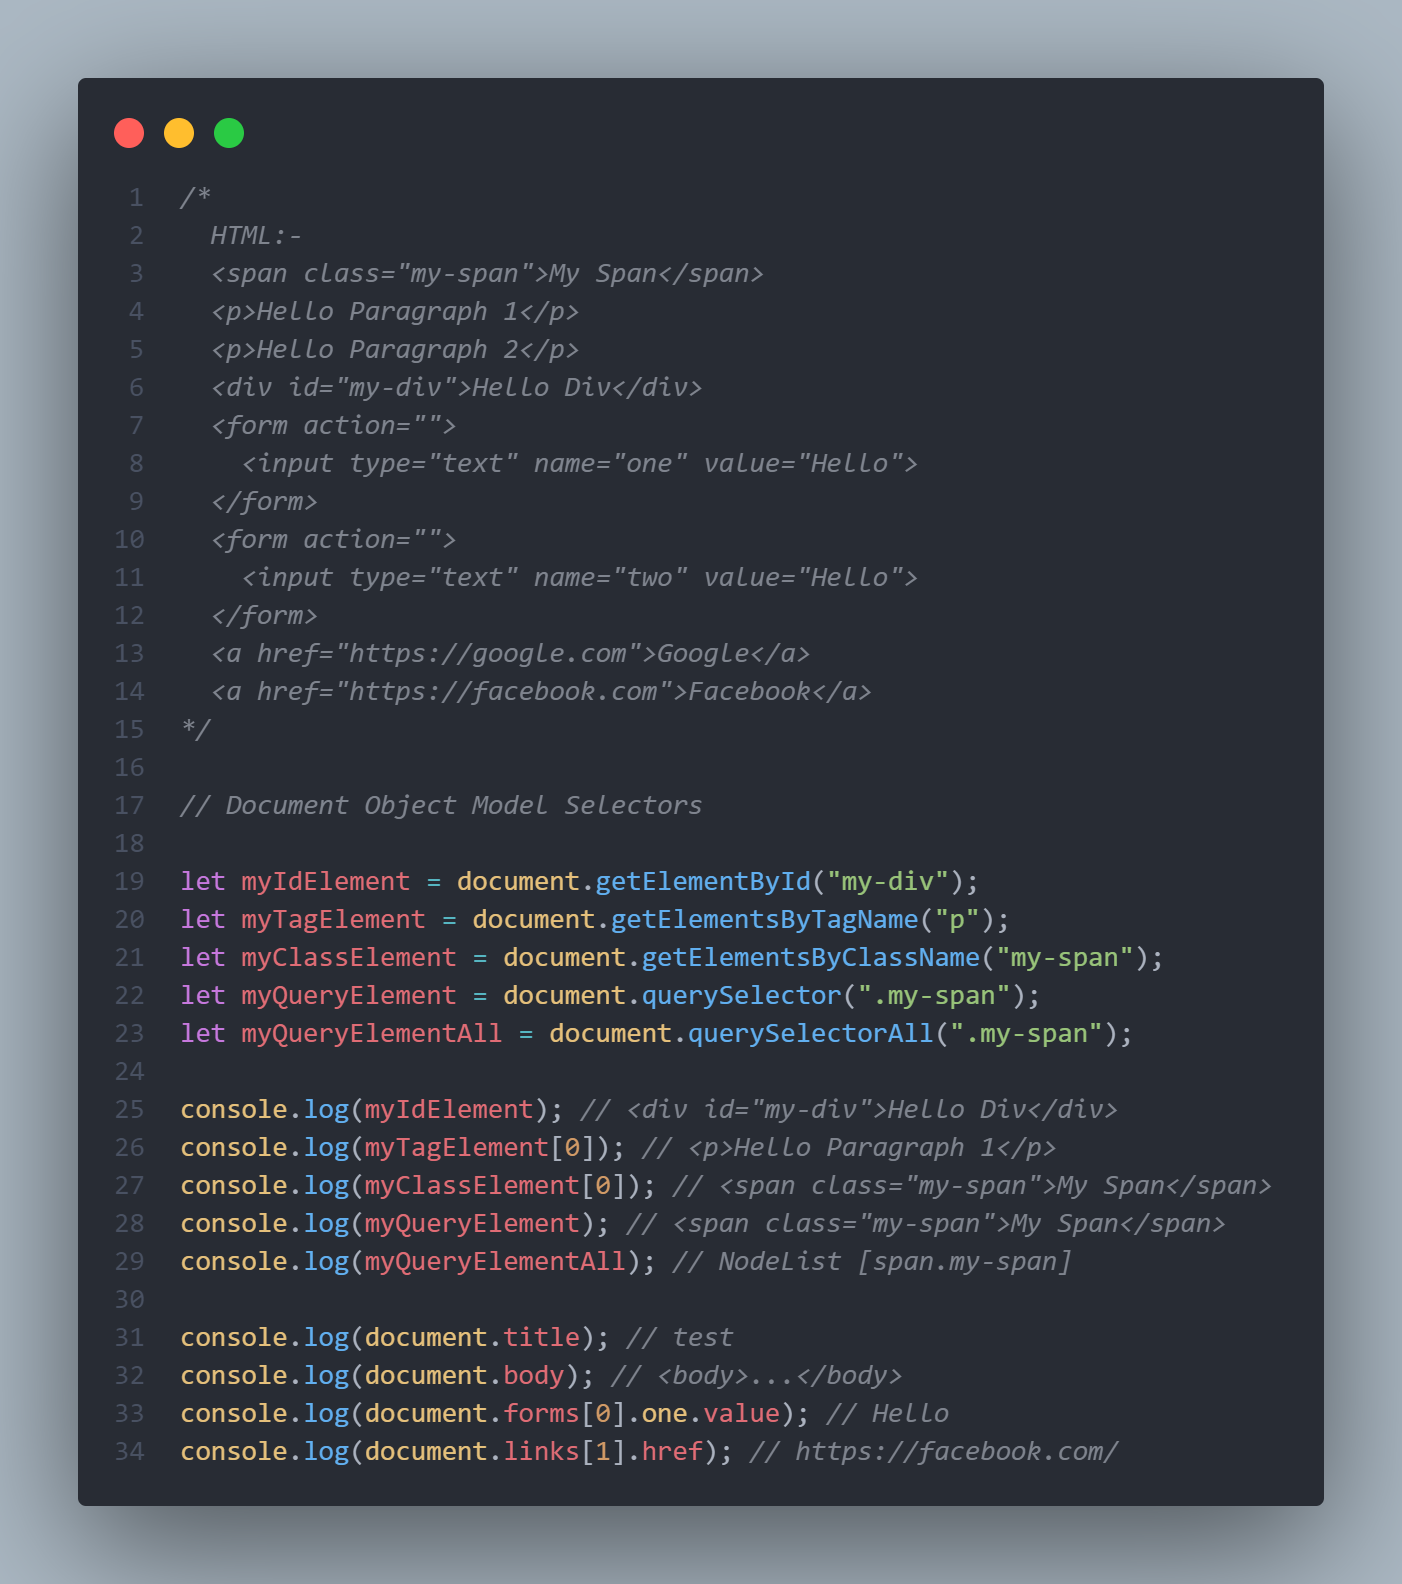 1 /*
2   HTML:-
3   <span class="my-span">My Span</span>
4   <p>Hello Paragraph 1</p>
5   <p>Hello Paragraph 2</p>
6   <div id="my-div">Hello Div</div>
7   <form action="">
8     <input type="text" name="one" value="Hello">
9   </form>
10   <form action="">
11     <input type="text" name="two" value="Hello">
12   </form>
13   <a href="https://google.com">Google</a>
14   <a href="https://facebook.com">Facebook</a>
15 */
16
17 // Document Object Model Selectors
18
19 let myIdElement = document.getElementById("my-div");
20 let myTagElement = document.getElementsByTagName("p");
21 let myClassElement = document.getElementsByClassName("my-span");
22 let myQueryElement = document.querySelector(".my-span");
23 let myQueryElementAll = document.querySelectorAll(".my-span");
24
25 console.log(myIdElement); // <div id="my-div">Hello Div</div>
26 console.log(myTagElement[0]); // <p>Hello Paragraph 1</p>
27 console.log(myClassElement[0]); // <span class="my-span">My Span</span>
28 console.log(myQueryElement); // <span class="my-span">My Span</span>
29 console.log(myQueryElementAll); // NodeList [span.my-span]
30
31 console.log(document.title); // test
32 console.log(document.body); // <body>...</body>
33 console.log(document.forms[0].one.value); // Hello
34 console.log(document.links[1].href); // https://facebook.com/